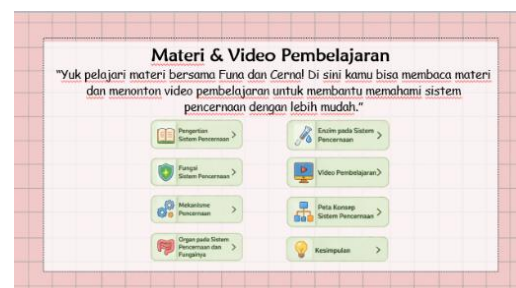 Materi & Video Pembelajaran
"Yuk pelajari materi bersama Funa dan Cerna! Di sini kamu bisa membaca materi
dan menonton video pembelajaran untuk membantu memahami sistem
pencernaan dengan lebih mudah."
Pengertian
Sistem Pencernaan >
Fungsi
Sistem Pencernaan >
Mekanisme
Pencernaan >
Organ pada Sistem
Pencernaan dan
Fungsinya >
Enzim pada Sistem
Pencernaan >
Video Pembelajaran >
Peta Konsep
Sistem Pencernaan >
Kesimpulan >